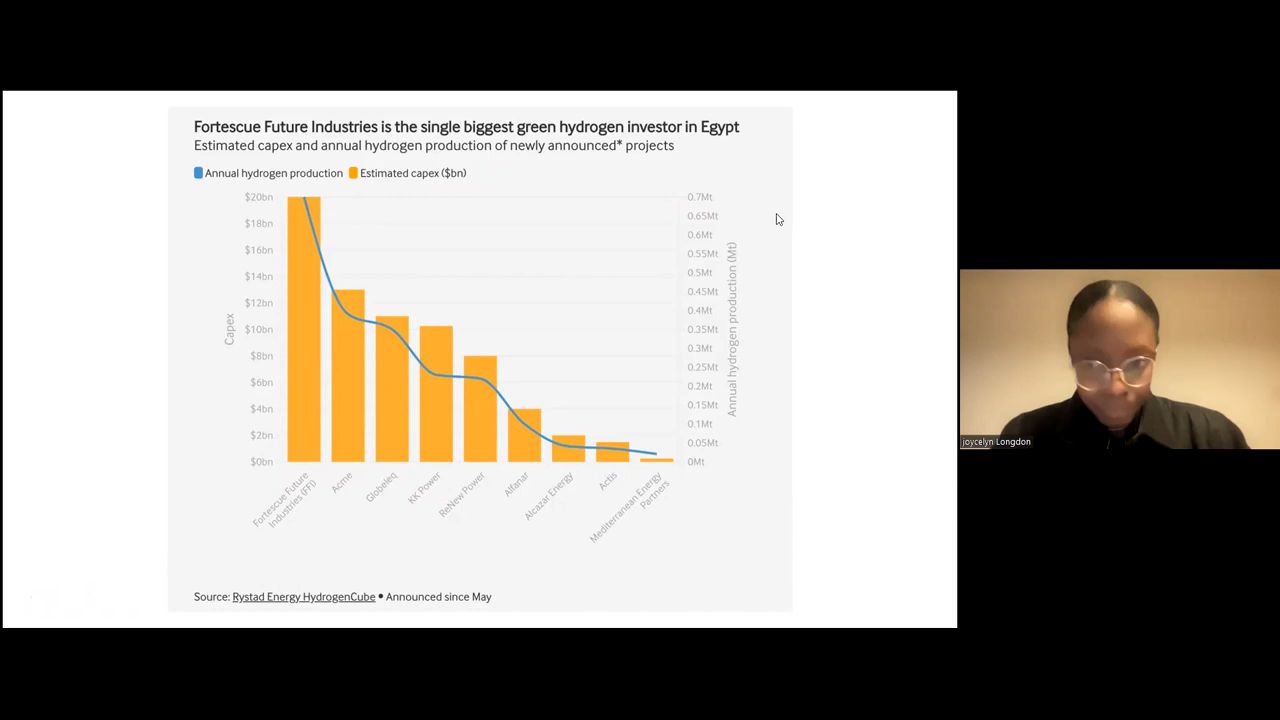 Fortescue Future Industries is the single biggest green hydrogen investor in Egypt
Estimated capex and annual hydrogen production of newly announced* projects
Annual hydrogen production Estimated capex ($bn)
$20bn
$18bn
$16bn
$14bn
$12bn
$10bn
$8bn
$6bn
$4bn
$2bn
$0bn
Capex
0.7Mt
0.65Mt
0.6Mt
0.55Mt
0.5Mt
0.45Mt
0.4Mt
0.35Mt
0.3Mt
0.25Mt
0.2Mt
0.15Mt
0.1Mt
0.05Mt
0Mt
Annual hydrogen production (Mt)
Fortescue Future
Industries (FFI)
Acme
Globeleq
KK Power
ReNew Power
Alfanar
Alcazar Energy
Actis
Mediterranean Energy
Partners
Source: Rystad Energy HydrogenCube • Announced since May
joycelyn Longdon